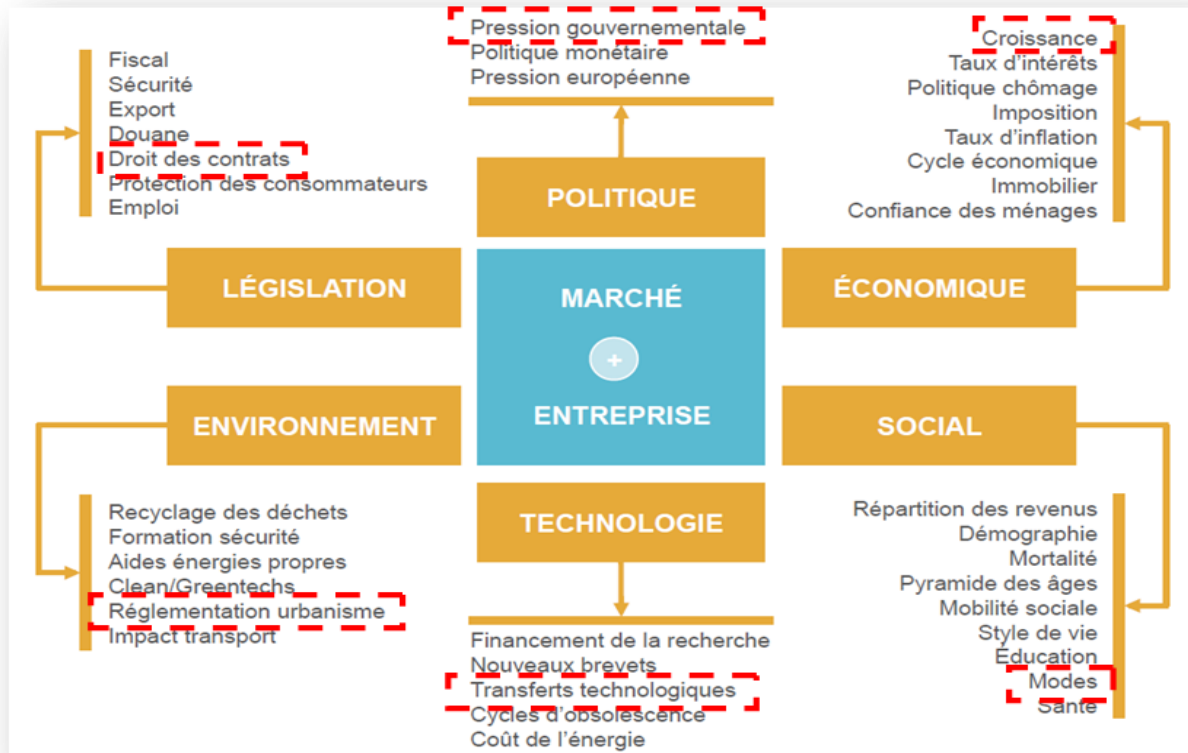 Pression gouvernementale
Politique monétaire
Pression européenne
Fiscal
Sécurité
Export
Douane
Droit des contrats
Protection des consommateurs
Emploi
Croissance
Taux d'intérêts
Politique chômage
Imposition
Taux d'inflation
Cycle économique
Immobilier
Confiance des ménages
POLITIQUE
LÉGISLATION
MARCHÉ
+
ENTREPRISE
ÉCONOMIQUE
ENVIRONNEMENT
SOCIAL
TECHNOLOGIE
Recyclage des déchets
Formation sécurité
Aides énergies propres
Clean/Greentechs
Réglementation urbanisme
Impact transport
Financement de la recherche
Nouveaux brevets
Transferts technologiques
Cycles d'obsolescence
Coût de l'énergie
Répartition des revenus
Démographie
Mortalité
Pyramide des âges
Mobilité sociale
Style de vie
Éducation
Modes
Santé